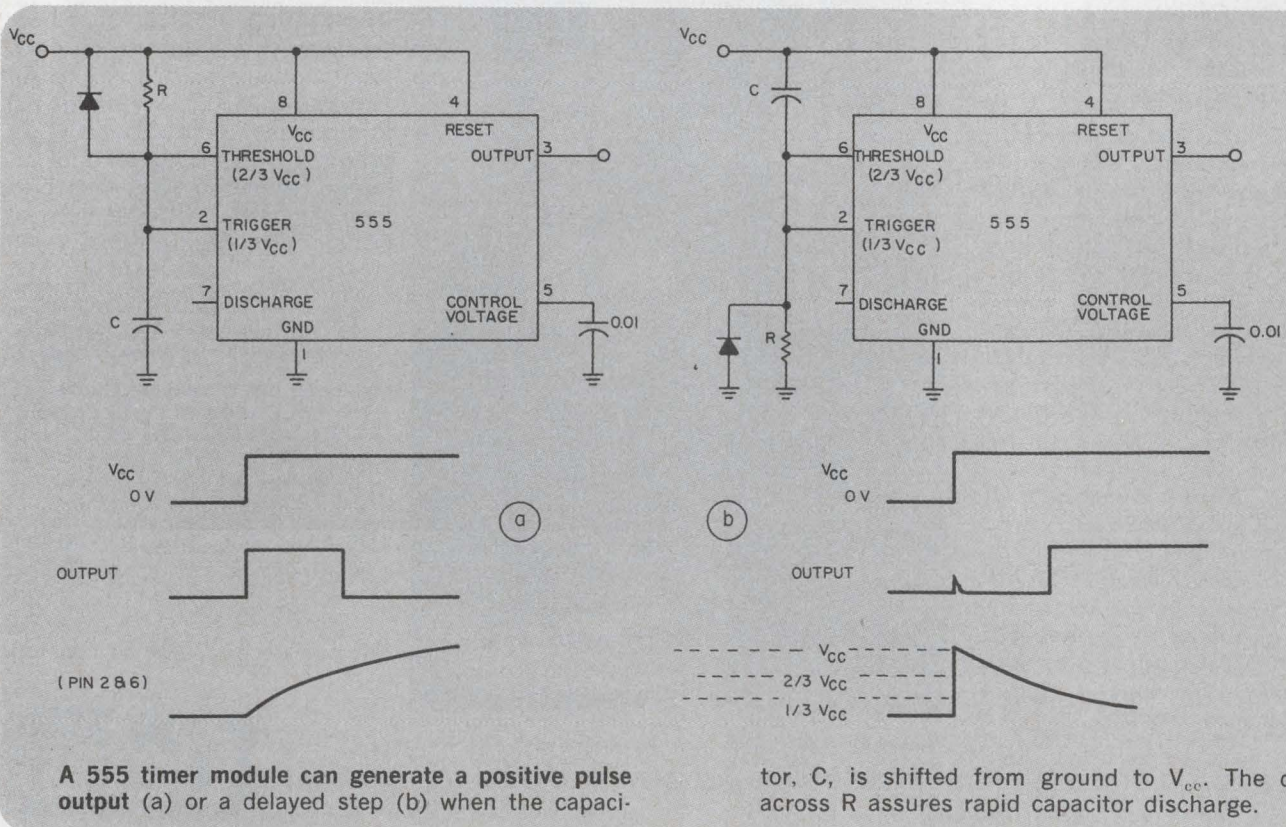 VCC
R
8
4
VCC
RESET
6
THRESHOLD
(2/3 VCC)
OUTPUT
3
2
TRIGGER
(1/3 VCC)
555
7
DISCHARGE
CONTROL
VOLTAGE
5
C
GND
0.01
1
VCC
0 V
a
OUTPUT
(PIN 2&6)
VCC
C
8
4
VCC
RESET
6
THRESHOLD
(2/3 VCC)
OUTPUT
3
2
TRIGGER
(1/3 VCC)
555
7
DISCHARGE
CONTROL
VOLTAGE
5
R
GND
0.01
1
VCC
0 V
b
OUTPUT
VCC
2/3 VCC
1/3 VCC
A 555 timer module can generate a positive pulse
output (a) or a delayed step (b) when the capaci-
tor, C, is shifted from ground to Vcc. The
across R assures rapid capacitor discharge.